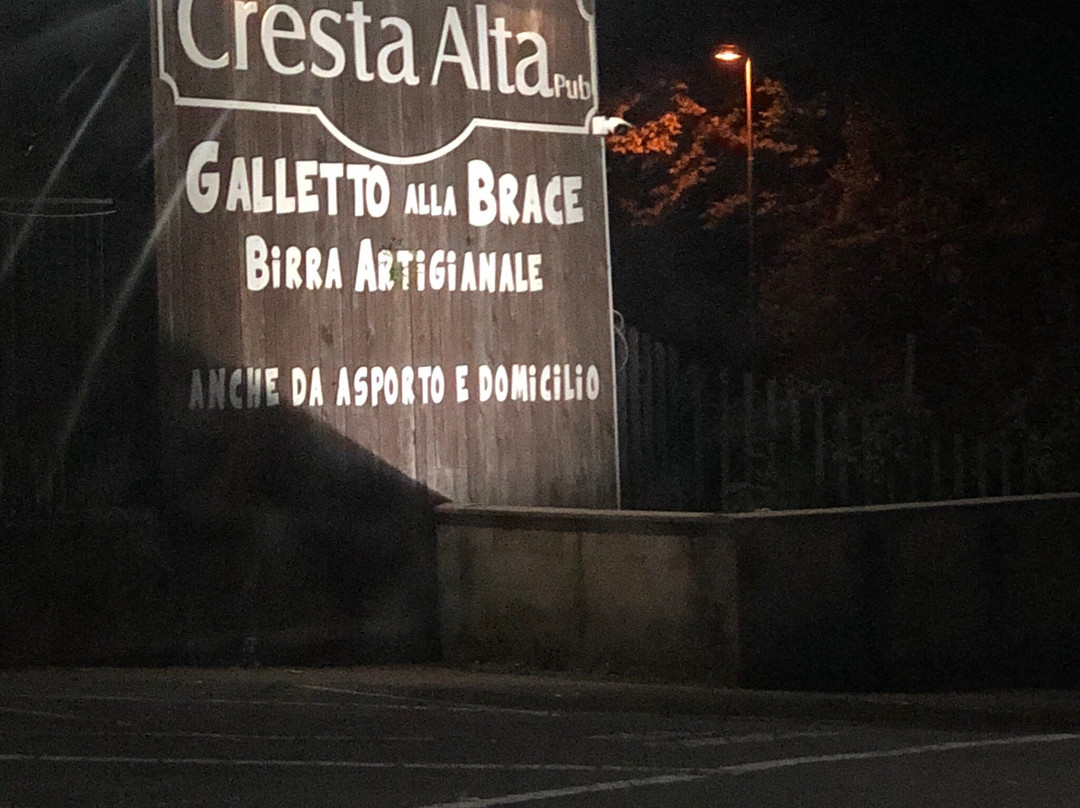 Cresta Alta
Pub
GALLETTO ALLA BRACE
BiRRA ARTiGiANALE
ANCHE DA ASPORTO E DOMiCiLiO